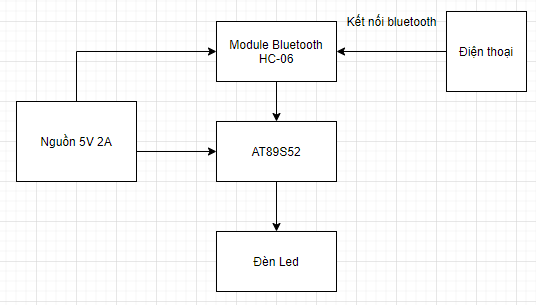 Kết nối bluetooth
Module Bluetooth
HC-06
Điện thoại
Nguồn 5V 2A
AT89S52
Đèn Led